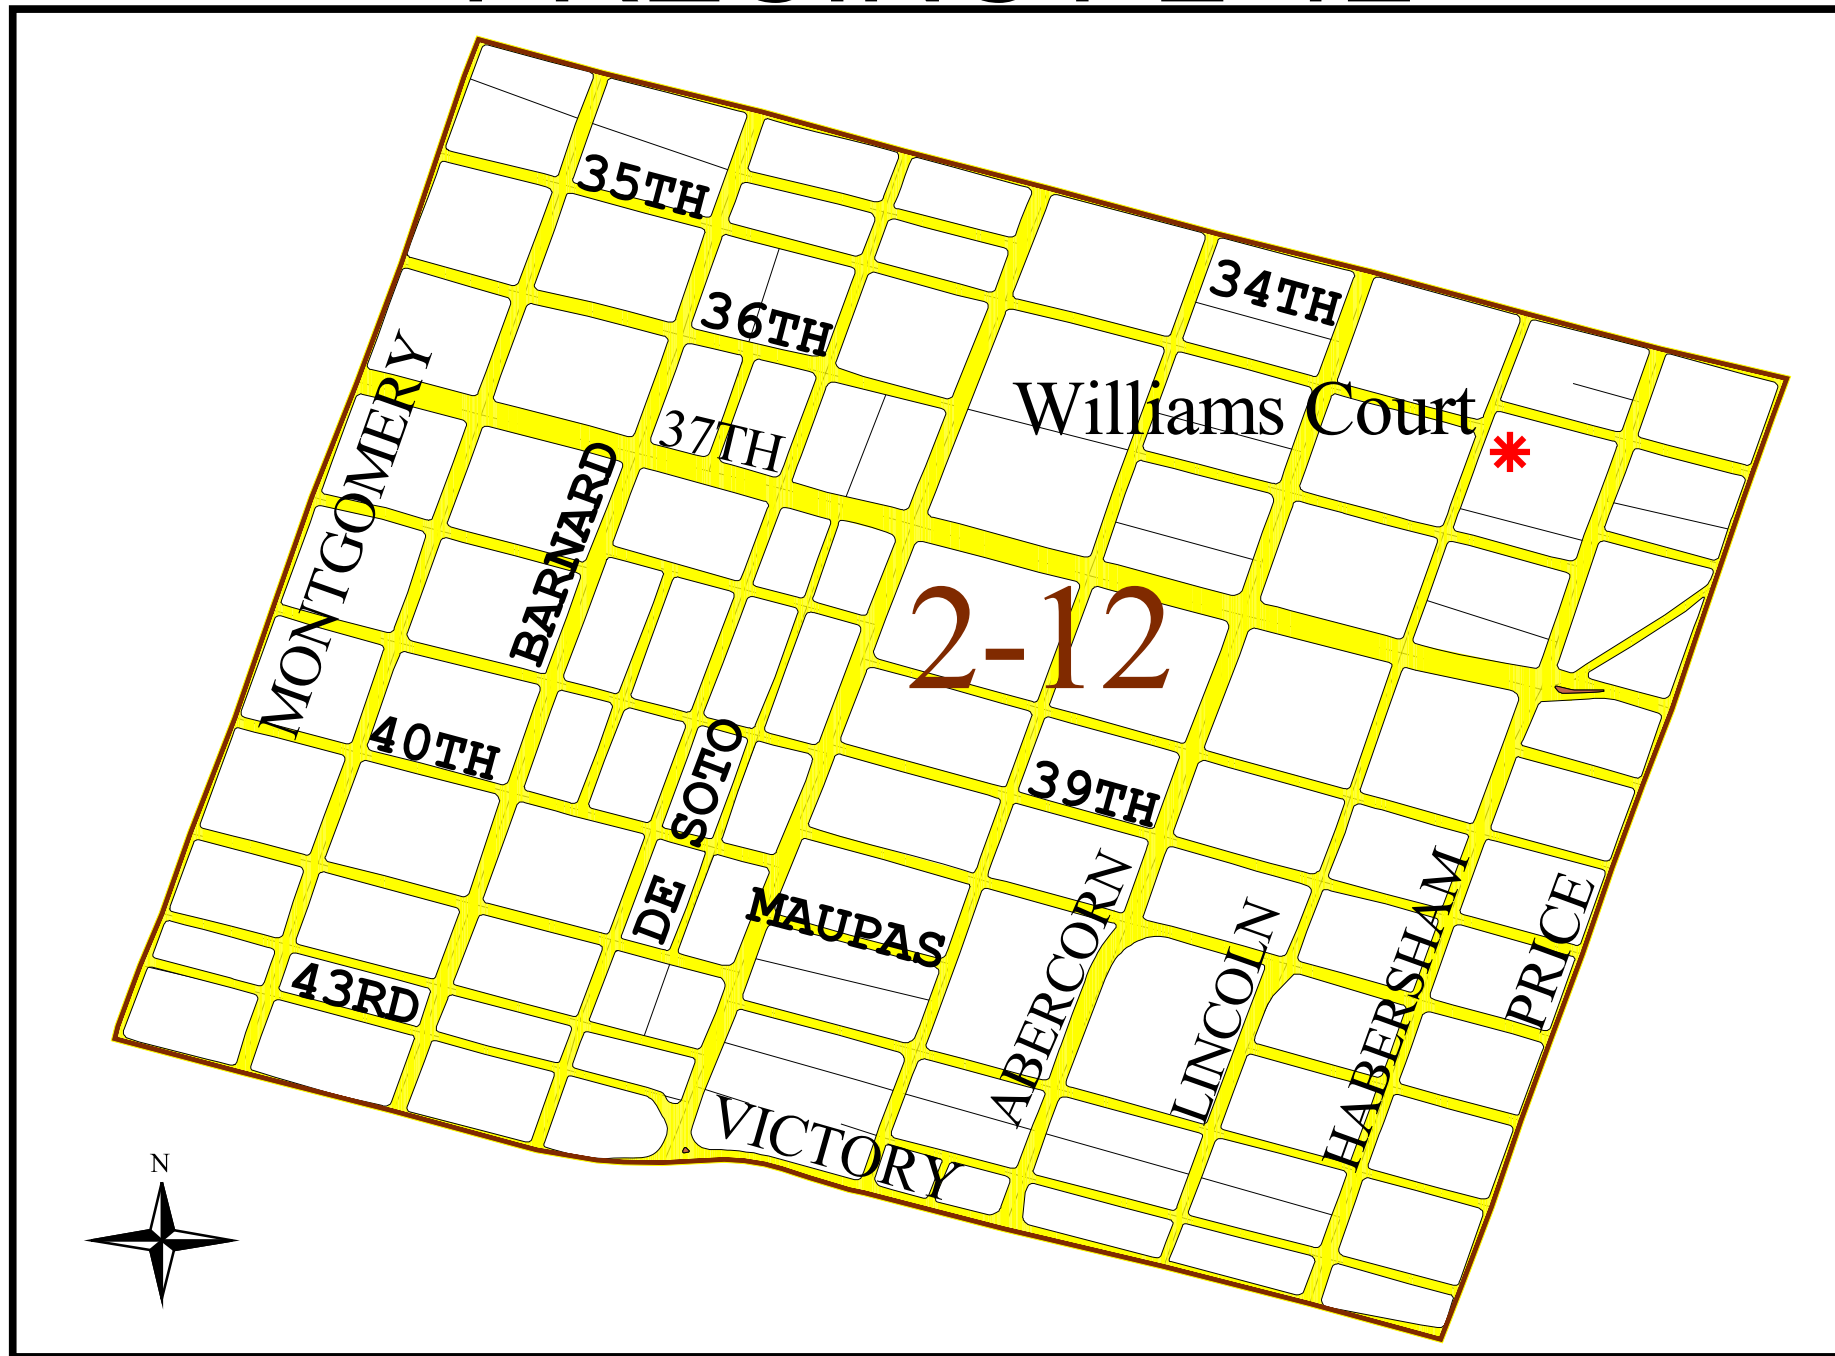 35TH
34TH
36TH
Williams Court
37TH
MONTGOMERY
BARNARD
2-12
40TH
DE SOTO
39TH
MAUPAS
ABERCORN
LINCOLN
HABERSHAM
PRICE
43RD
VICTORY
N